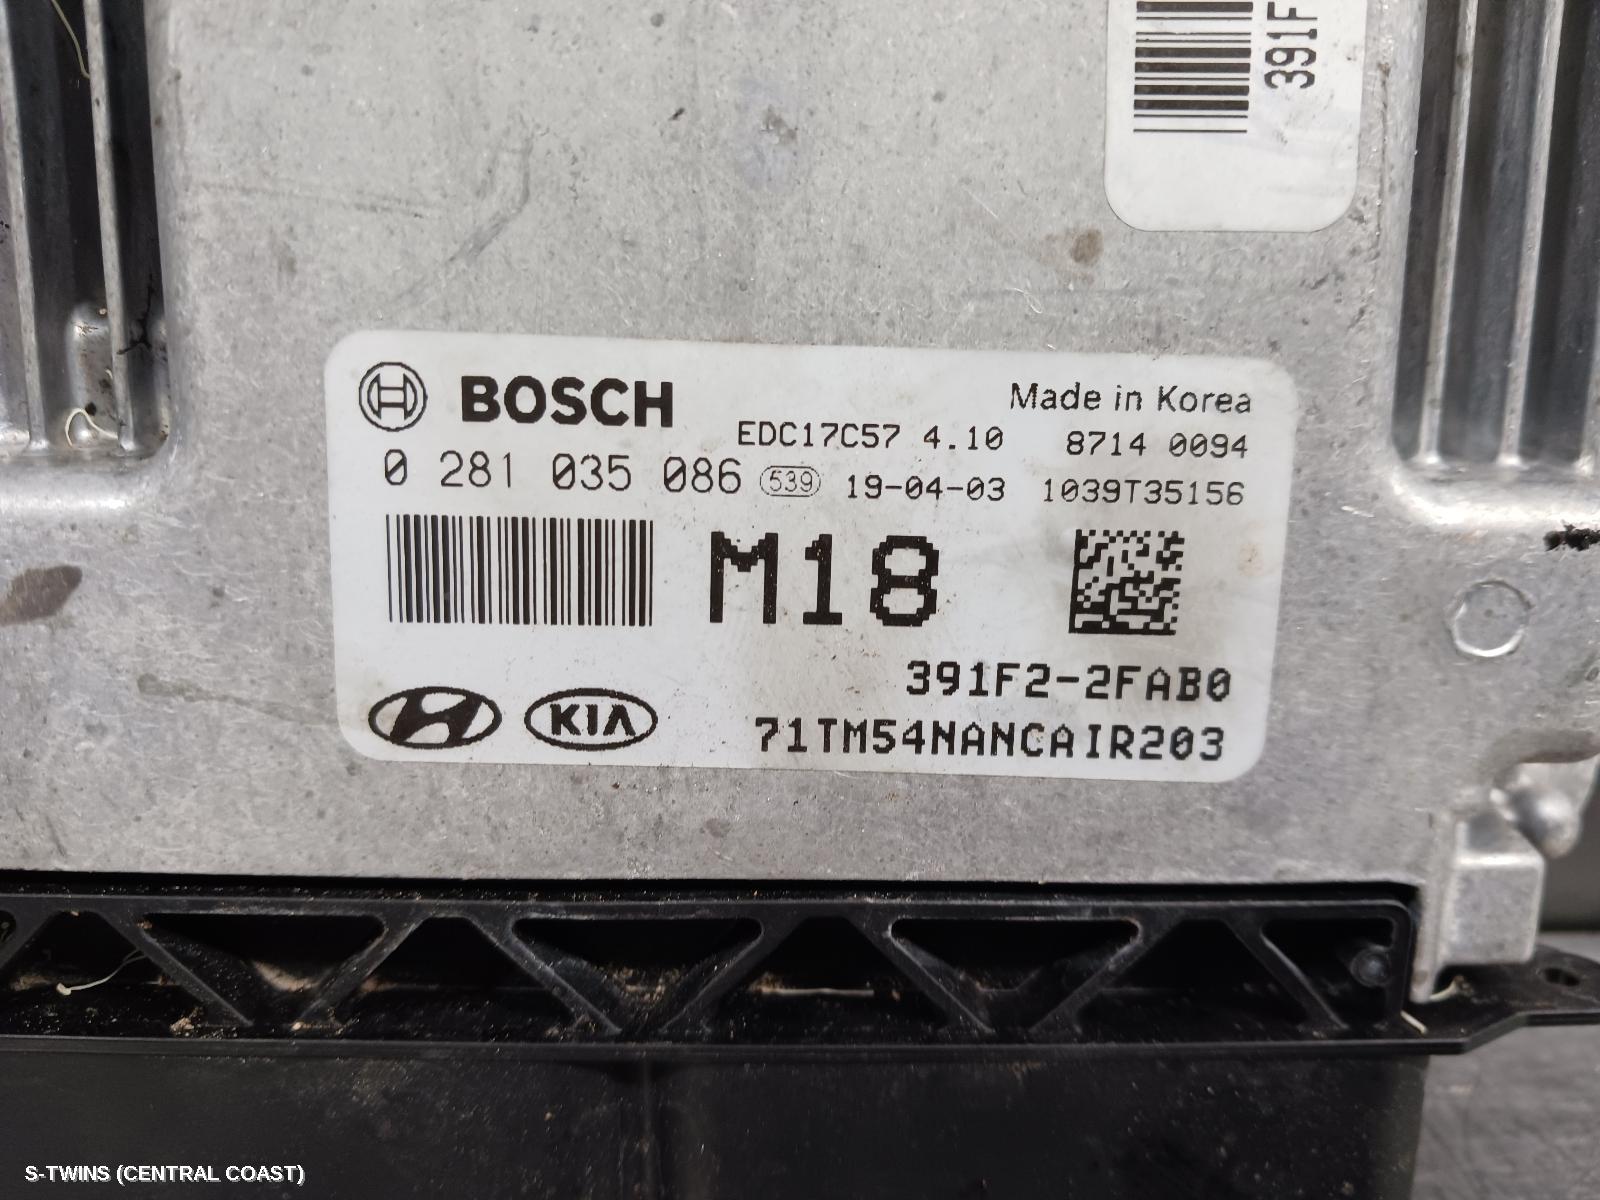 391F
BOSCH
Made in Korea
EDC17C57 4.10 8714 0094
0 281 035 086 539 19-04-03 1039T35156
M18
391F2-2FAB0
KIA
71TM54NANCAIR203
S-TWINS (CENTRAL COAST)